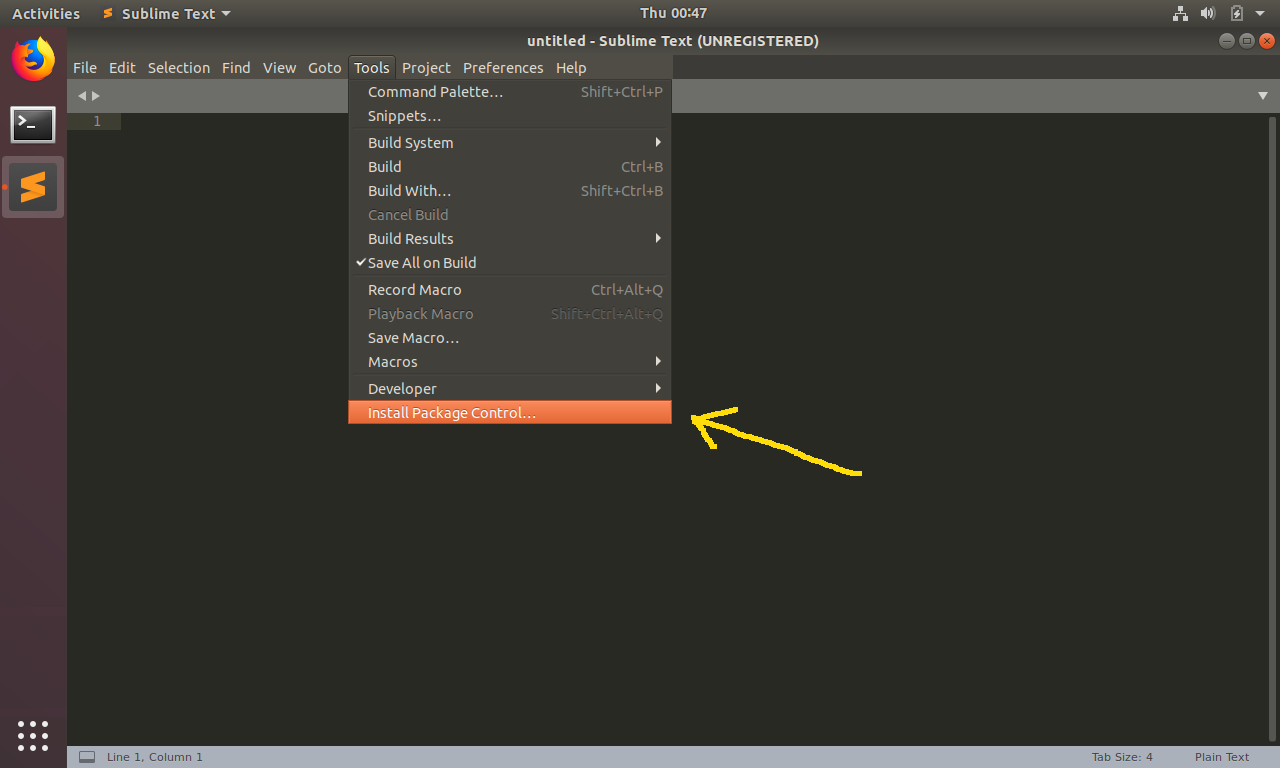 Activities Sublime Text Thu 00:47
untitled - Sublime Text (UNREGISTERED)
File Edit Selection Find View Goto Tools Project Preferences Help
Command Palette… Shift+Ctrl+P
Snippets…
1
Build System
Build Ctrl+B
Build With… Shift+Ctrl+B
Cancel Build
Build Results
Save All on Build
Record Macro Ctrl+Alt+Q
Playback Macro Shift+Ctrl+Alt+Q
Save Macro…
Macros
Developer
Install Package Control…
Line 1, Column 1 Tab Size: 4 Plain Text